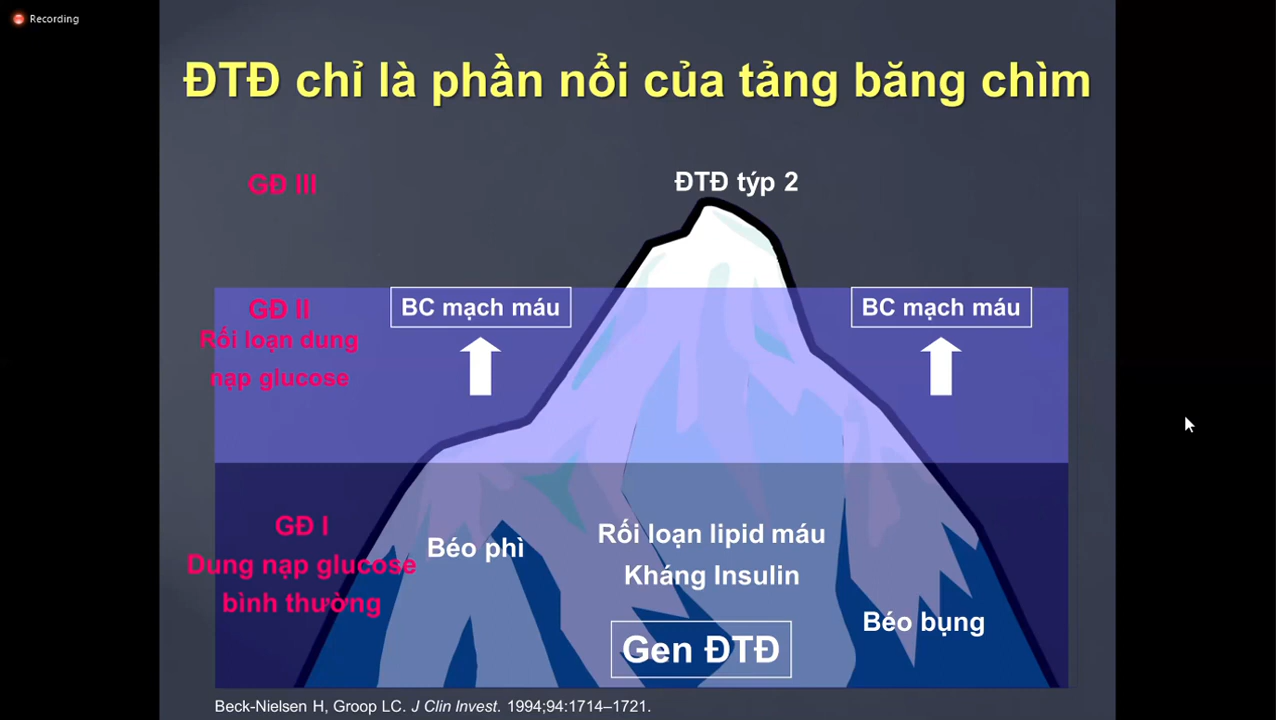 Recording
ĐTĐ chỉ là phần nổi của tảng băng chìm
GĐ III
ĐTĐ týp 2
GĐ II
Rối loạn dung
nạp glucose
BC mạch máu
BC mạch máu
GĐ I
Dung nạp glucose
bình thường
Béo phì
Rối loạn lipid máu
Kháng Insulin
Béo bụng
Gen ĐTĐ
Beck-Nielsen H, Groop LC. J Clin Invest. 1994;94:1714–1721.